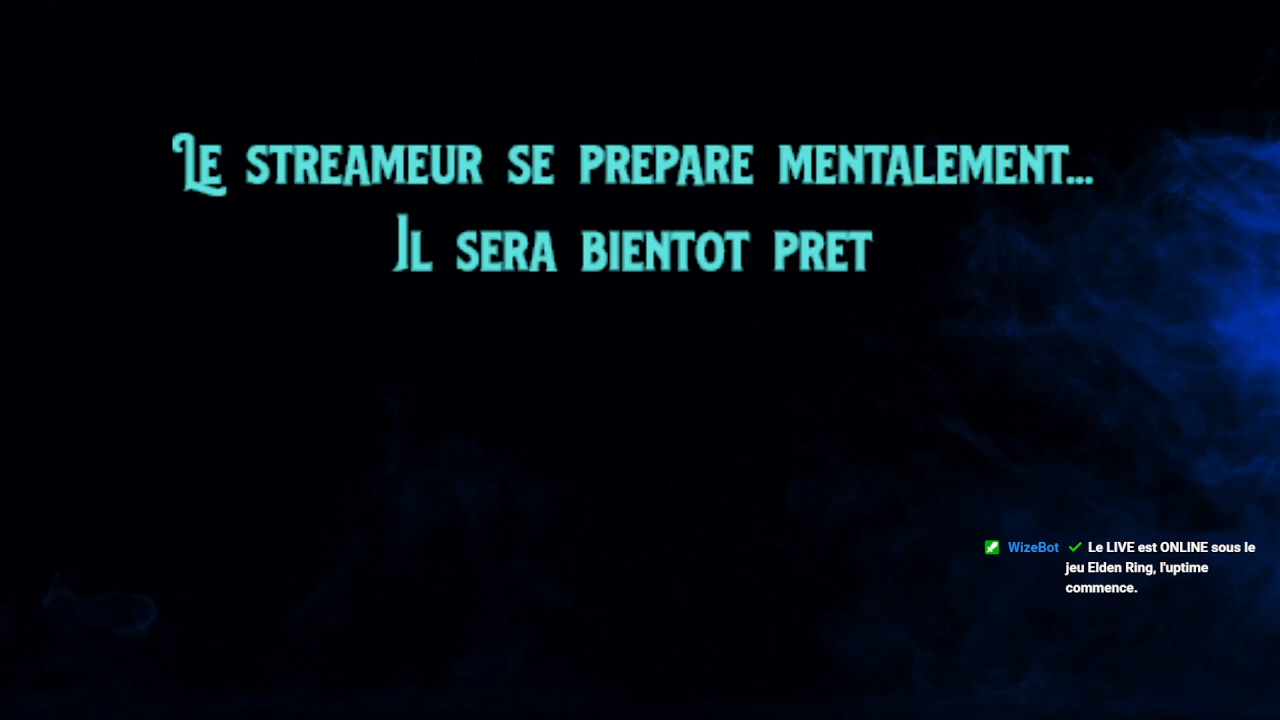 Le streameur se prepare mentalement...
Il sera bientot pret
WizeBot Le LIVE est ONLINE sous le
jeu Elden Ring, l'uptime
commence.